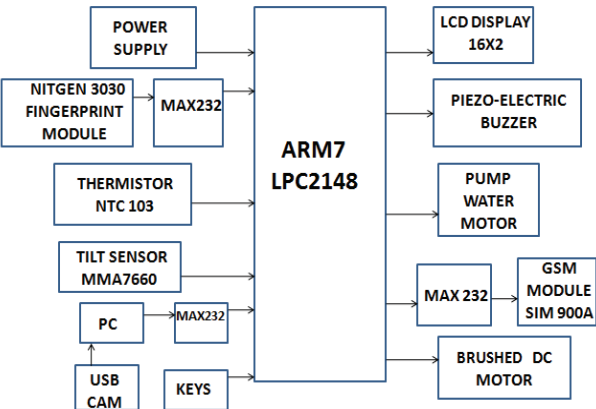 POWER
SUPPLY
NITGEN 3030
FINGERPRINT
MODULE
MAX232
THERMISTOR
NTC 103
TILT SENSOR
MMA7660
PC
MAX232
USB
CAM
KEYS
ARM7
LPC2148
LCD DISPLAY
16X2
PIEZO-ELECTRIC
BUZZER
PUMP
WATER
MOTOR
MAX 232
GSM
MODULE
SIM 900A
BRUSHED DC
MOTOR